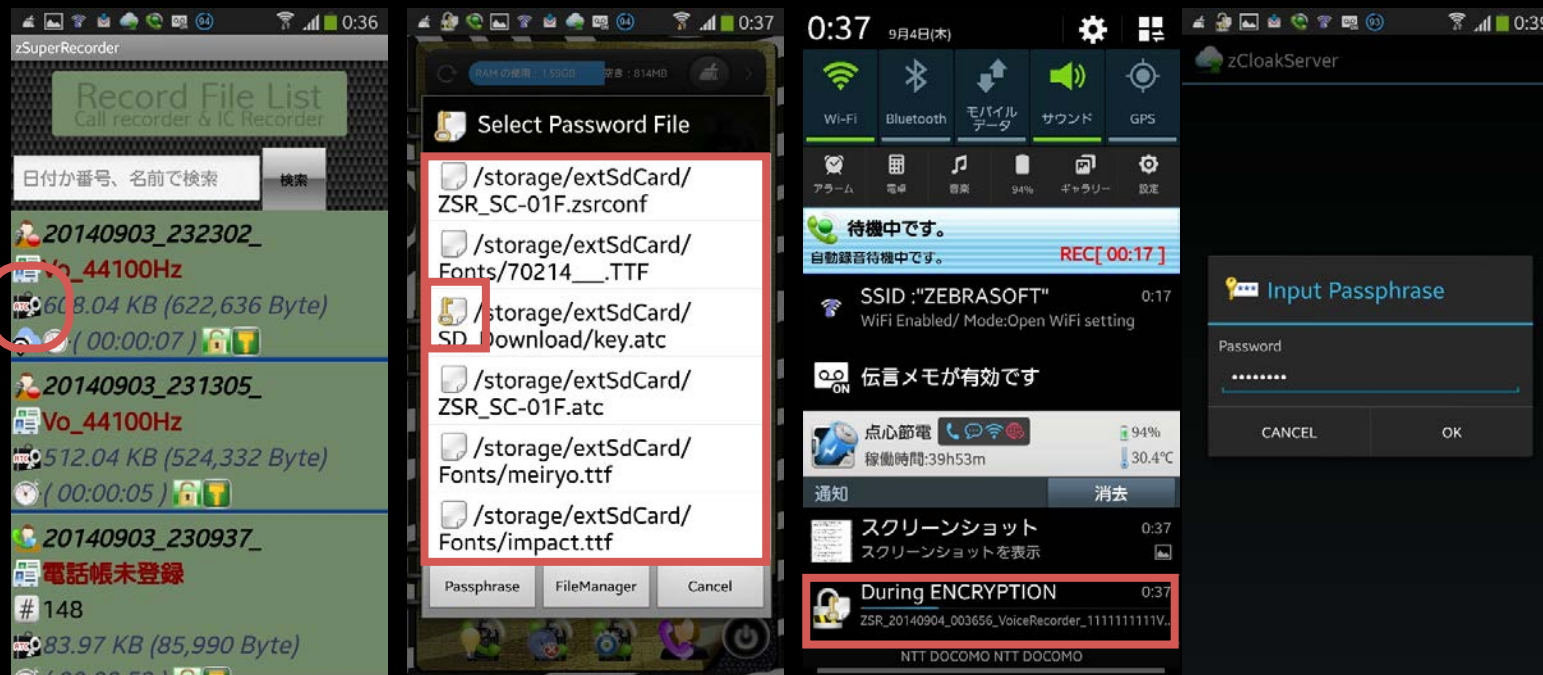 94
0:36
zSuperRecorder
Record File List
Call recorder & IC Recorder
日付か番号、名前で検索
検索
20140903_232302_
Vo_44100Hz
608.04 KB (622,636 Byte)
( 00:00:07 )
20140903_231305_
Vo_44100Hz
512.04 KB (524,332 Byte)
( 00:00:05 )
20140903_230937_
電話帳未登録
# 148
83.97 KB (85,990 Byte)
94
0:37
RAM の使用 : 1.59GB
空き : 814MB
Select Password File
/storage/extSdCard/
ZSR_SC-01F.zsrconf
/storage/extSdCard/
Fonts/70214___.TTF
/storage/extSdCard/
SD_Download/key.atc
/storage/extSdCard/
ZSR_SC-01F.atc
/storage/extSdCard/
Fonts/meiryo.ttf
/storage/extSdCard/
Fonts/impact.ttf
Passphrase
FileManager
Cancel
0:37
9月4日(木)
Wi-Fi
Bluetooth
モバイル
データ
サウンド
GPS
アラーム
電卓
音楽
94%
ギャラリー
設定
待機中です。
自動録音待機中です。
REC[ 00:17 ]
SSID :"ZEBRASOFT"
0:17
WiFi Enabled/ Mode:Open WiFi setting
ON
伝言メモが有効です
点心節電
94%
稼働時間:39h53m
30.4℃
通知
消去
スクリーンショット
0:37
スクリーンショットを表示
During ENCRYPTION
0:37
ZSR_20140904_003656_VoiceRecorder_1111111111V..
NTT DOCOMO NTT DOCOMO
93
0:39
zCloakServer
Input Passphrase
Password
••••••••
CANCEL
OK